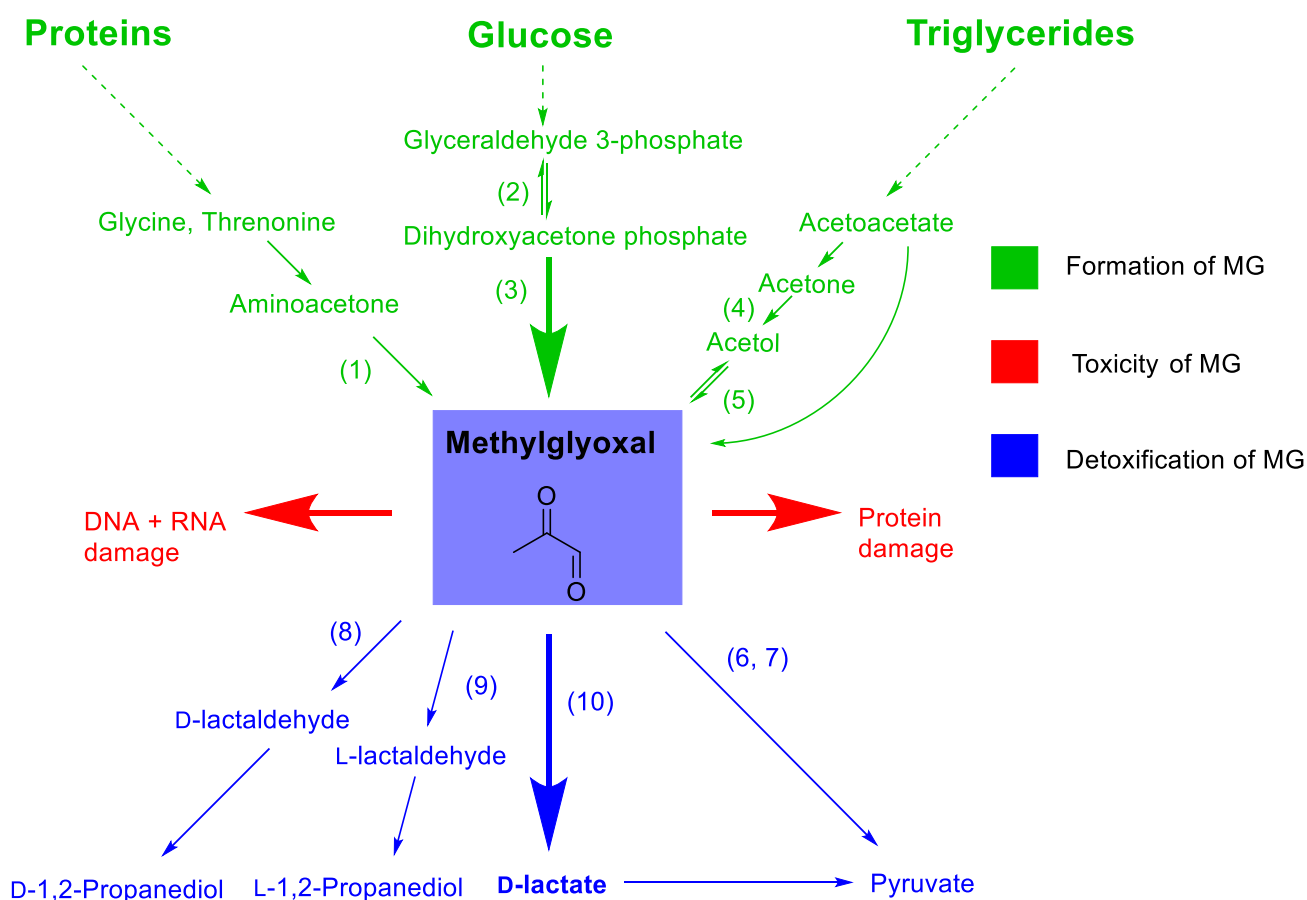 Proteins
Glucose
Triglycerides
Glyceraldehyde 3-phosphate
(2)
Glycine, Threnonine
Dihydroxyacetone phosphate
Acetoacetate
(3)
Acetone
Aminoacetone
(4)
Acetol
(1)
(5)
Formation of MG
Toxicity of MG
Detoxification of MG
Methylglyoxal
O
O
DNA + RNA
damage
Protein
damage
(8)
(9)
(10)
(6, 7)
D-lactaldehyde
L-lactaldehyde
D-1,2-Propanediol
L-1,2-Propanediol
D-lactate
Pyruvate